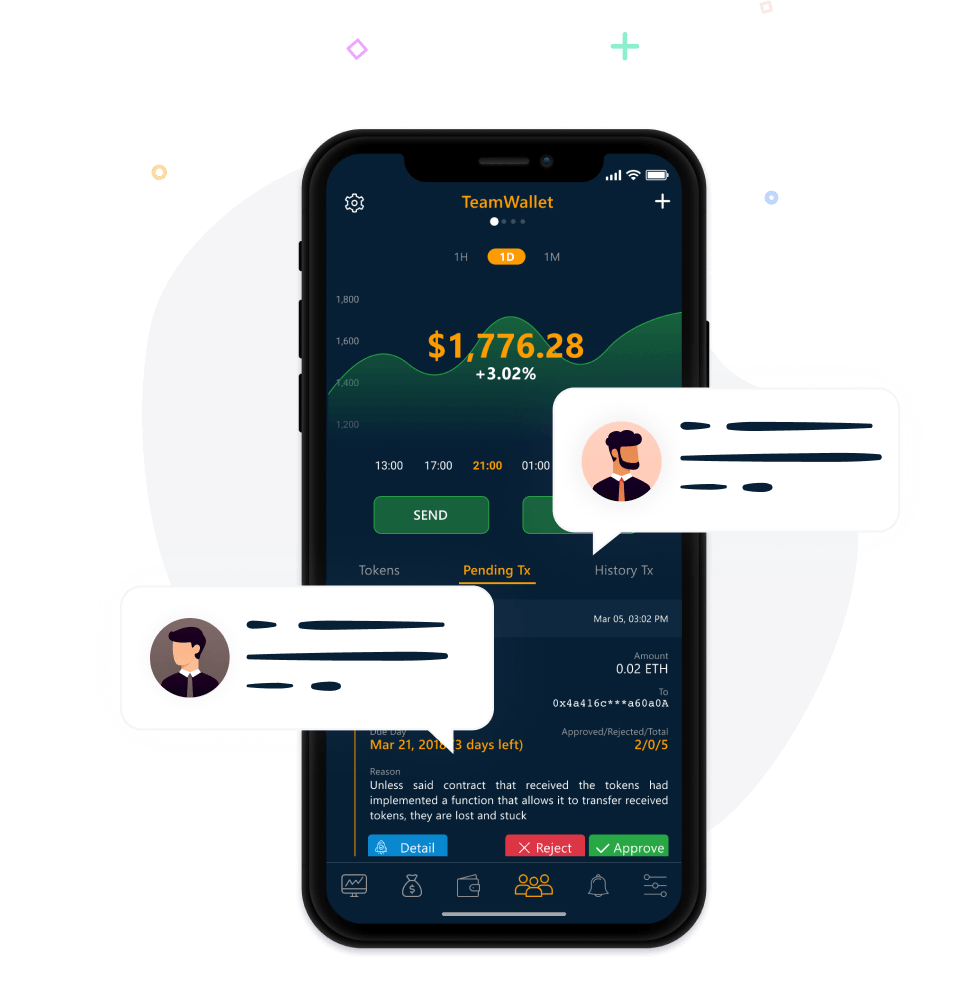 TeamWallet
1H 1D 1M
1,800
1,600
$1,776.28
+3.02%
1,400
1,200
13:00 17:00 21:00 01:00
SEND
Tokens Pending Tx History Tx
Mar 05, 03:02 PM
Amount
0.02 ETH
To
0x4a416c***a60a0A
Due Day Approved/Rejected/Total
Mar 21, 2018 (3 days left) 2/0/5
Reason
Unless said contract that received the tokens had
implemented a function that allows it to transfer received
tokens, they are lost and stuck
Detail Reject Approve